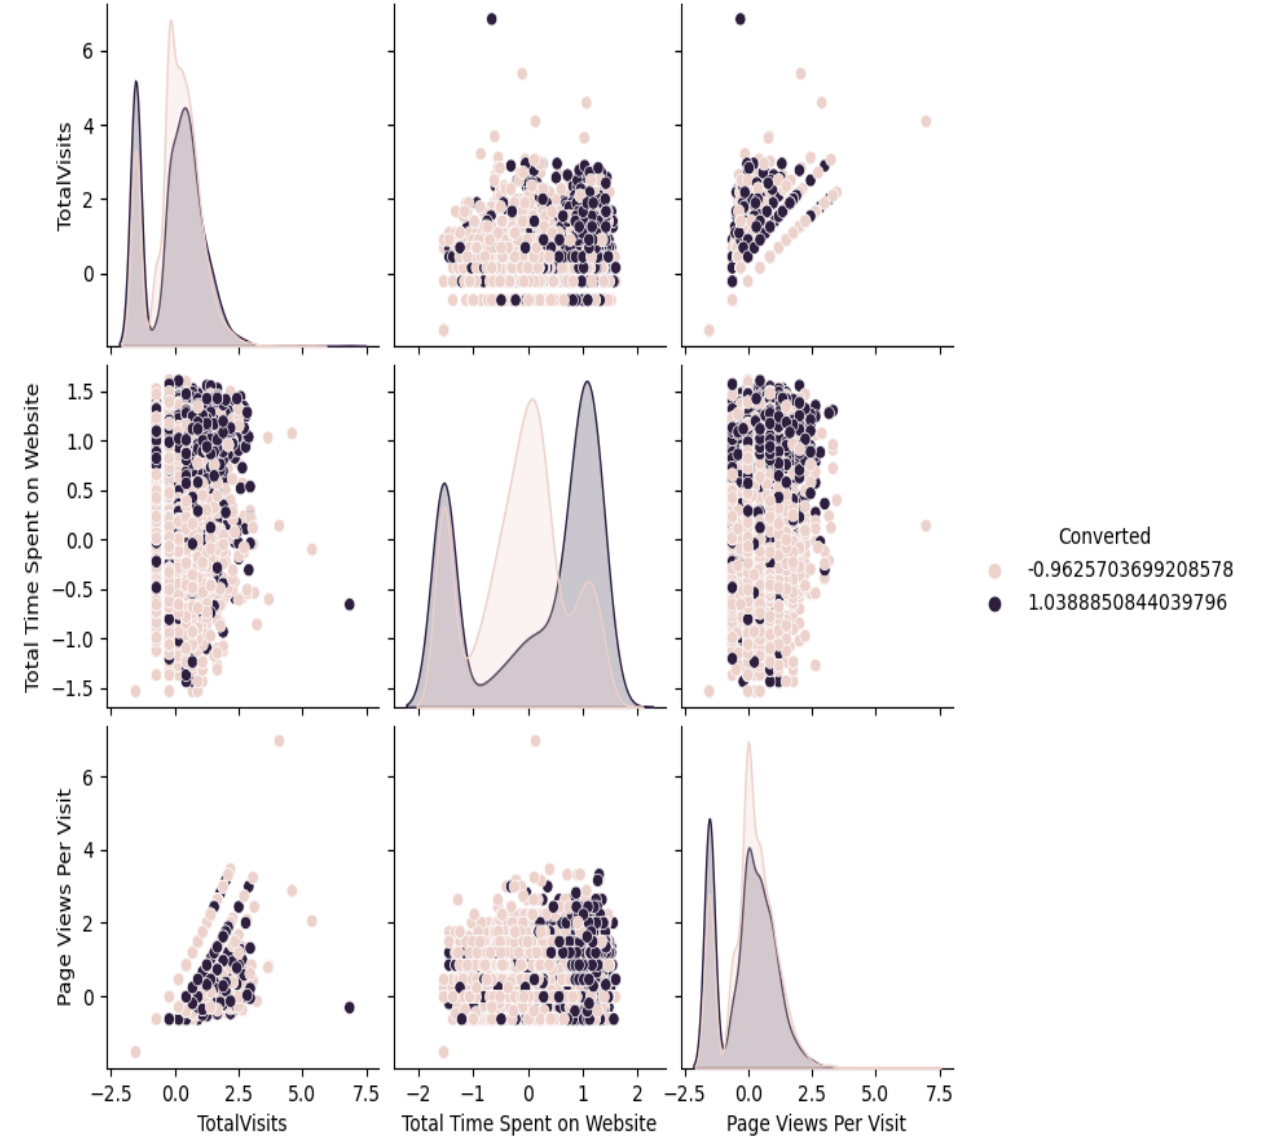 TotalVisits
6
4
2
0
Total Time Spent on Website
1.5
1.0
0.5
0.0
−0.5
−1.0
−1.5
Converted
-0.9625703699208578
1.0388850844039796
Page Views Per Visit
6
4
2
0
−2.5 0.0 2.5 5.0 7.5 −2 −1 0 1 2 −2.5 0.0 2.5 5.0 7.5
TotalVisits Total Time Spent on Website Page Views Per Visit